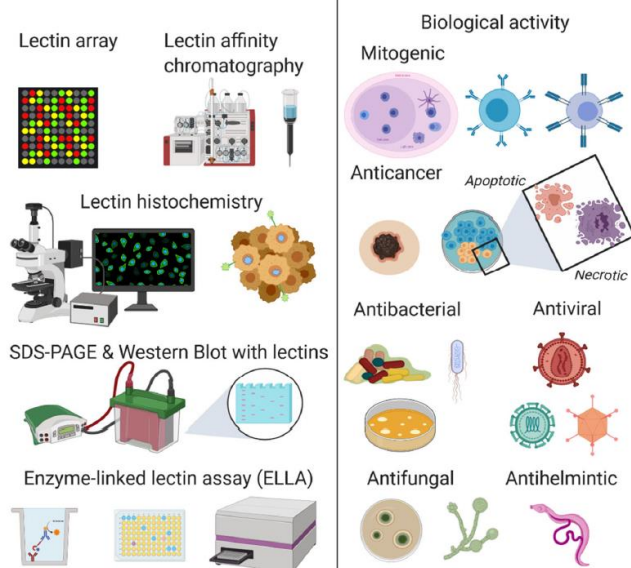 Lectin array
Lectin affinity
chromatography
Lectin histochemistry
SDS-PAGE & Western Blot with lectins
Enzyme-linked lectin assay (ELLA)
Biological activity
Mitogenic
Anticancer
Apoptotic
Necrotic
Antibacterial
Antiviral
Antifungal
Antihelmintic